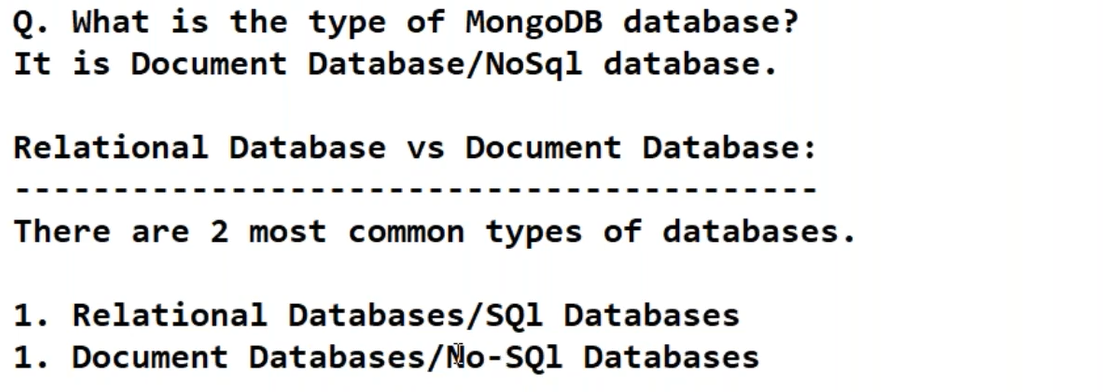 Q. What is the type of MongoDB database?
It is Document Database/NoSql database.
Relational Database vs Document Database:
-----------------------------------------
There are 2 most common types of databases.
1. Relational Databases/SQl Databases
1. Document Databases/No-SQl Databases